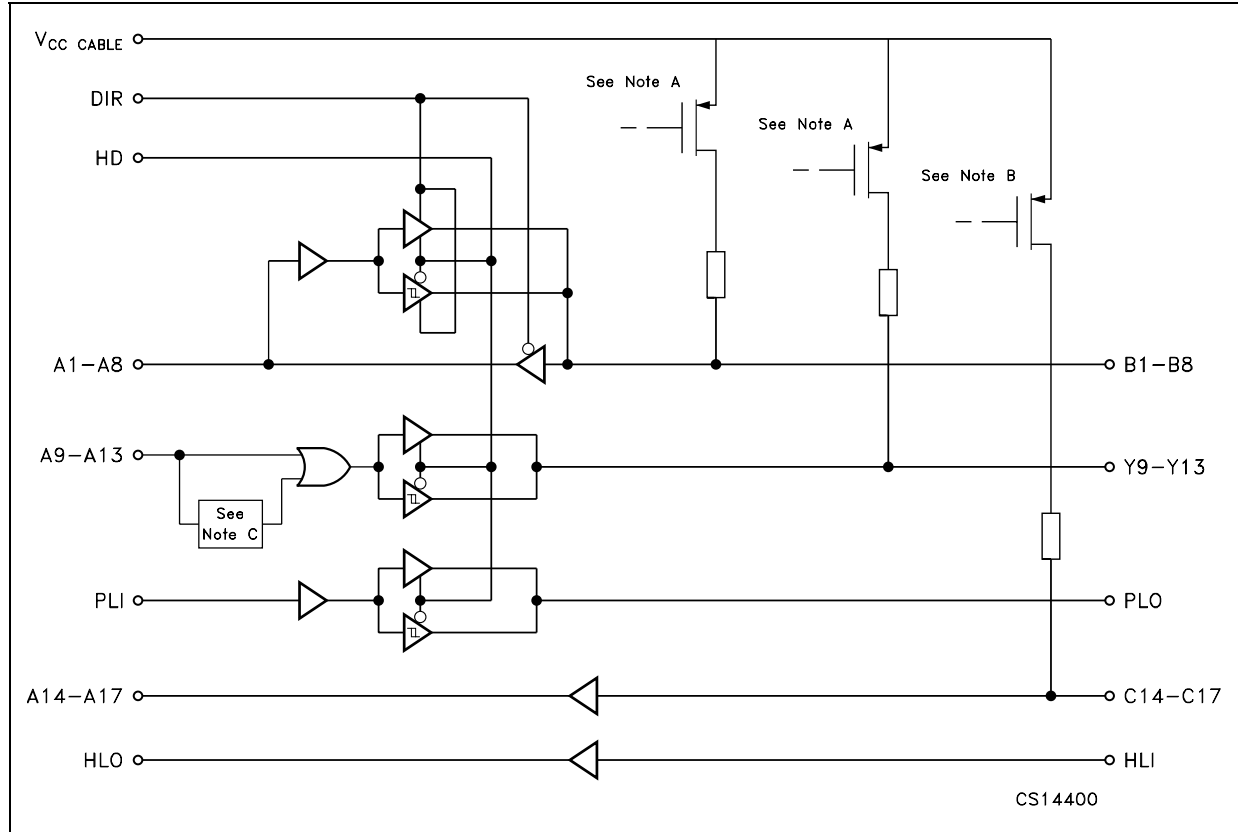 VCC CABLE
DIR
HD
See Note A
See Note A
See Note B
A1-A8
B1-B8
A9-A13
Y9-Y13
See
Note C
PLI
PLO
A14-A17
C14-C17
HLO
HLI
CS14400